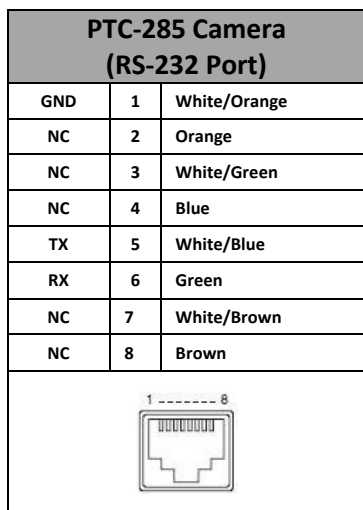 PTC-285 Camera
(RS-232 Port)
GND 1 White/Orange
NC 2 Orange
NC 3 White/Green
NC 4 Blue
TX 5 White/Blue
RX 6 Green
NC 7 White/Brown
NC 8 Brown
1 ------- 8